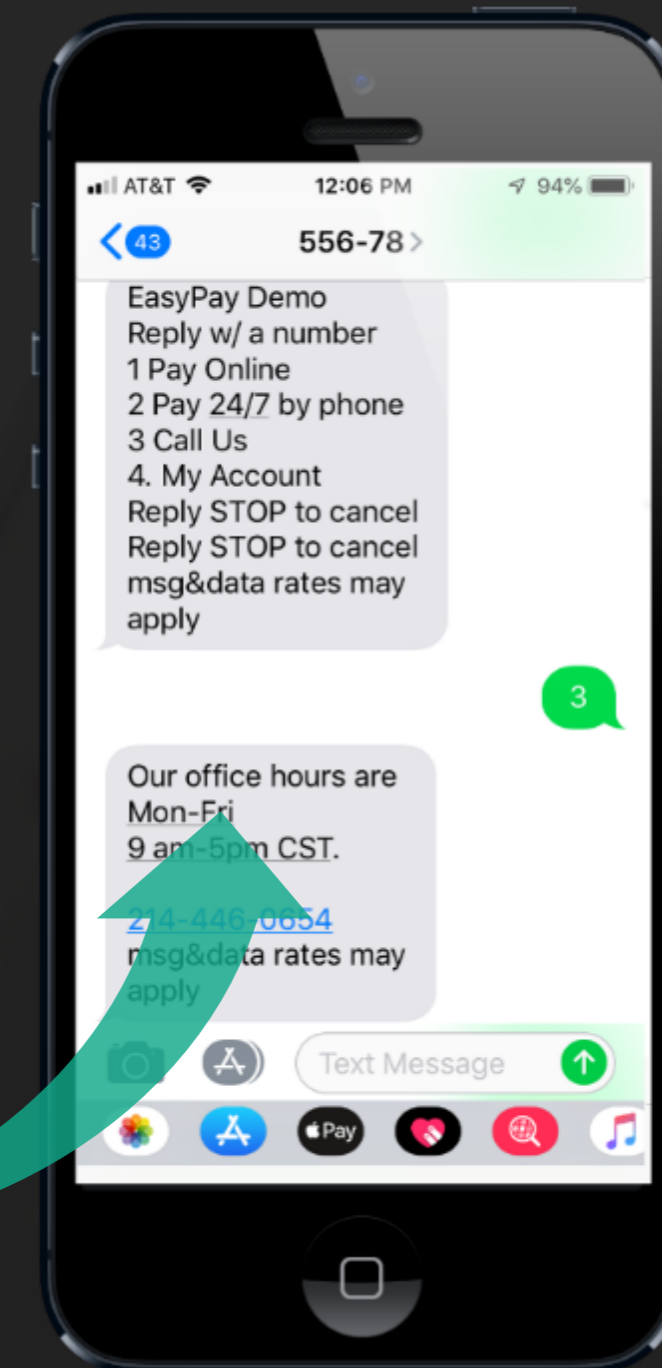 AT&T 12:06 PM 94%
43 556-78
EasyPay Demo
Reply w/ a number
1 Pay Online
2 Pay 24/7 by phone
3 Call Us
4. My Account
Reply STOP to cancel
Reply STOP to cancel
msg&data rates may
apply
3
Our office hours are
Mon-Fri
9 am-5pm CST.
214-446-0654
msg&data rates may
apply
Text Message
Pay